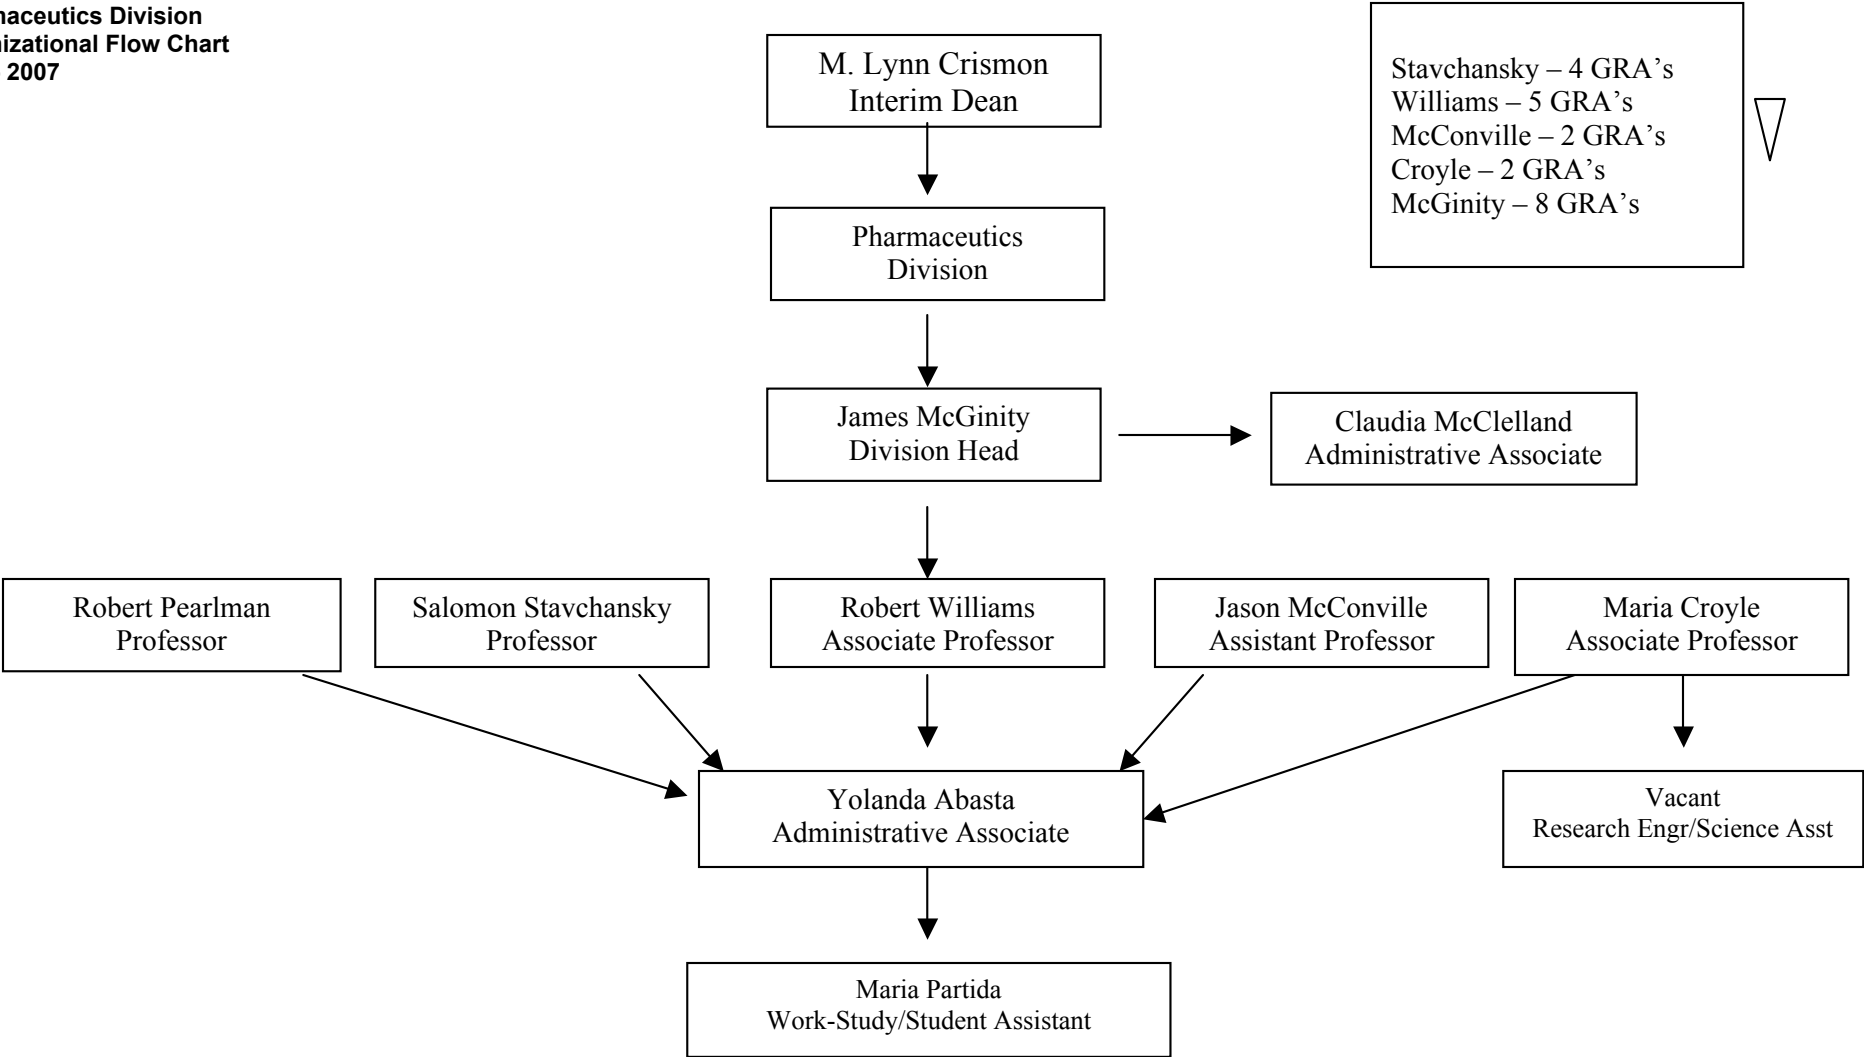 maceutics Division
nizational Flow Chart
2007
M. Lynn Crismon
Interim Dean
Stavchansky – 4 GRA’s
Williams – 5 GRA’s
McConville – 2 GRA’s
Croyle – 2 GRA’s
McGinity – 8 GRA’s
Pharmaceutics
Division
James McGinity
Division Head
Claudia McClelland
Administrative Associate
Robert Pearlman
Professor
Salomon Stavchansky
Professor
Robert Williams
Associate Professor
Jason McConville
Assistant Professor
Maria Croyle
Associate Professor
Yolanda Abasta
Administrative Associate
Vacant
Research Engr/Science Asst
Maria Partida
Work-Study/Student Assistant